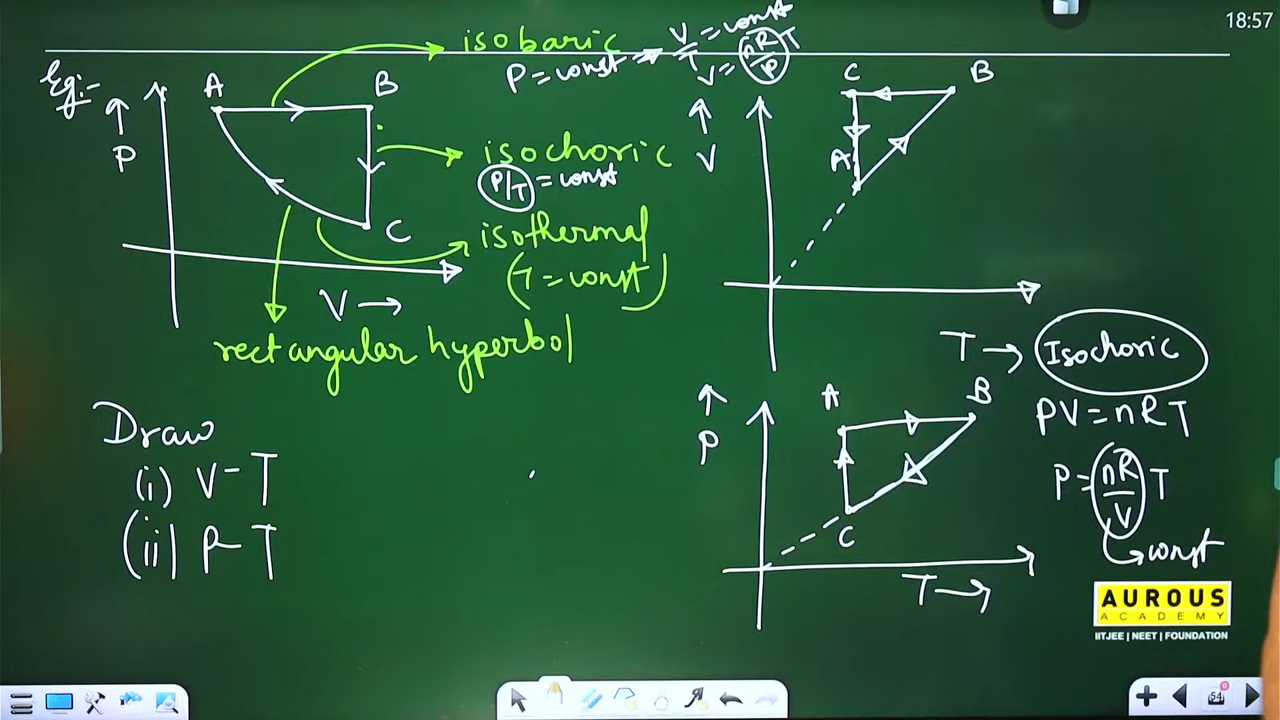 18:57
Eg:-
isobaric
P = const ⇒ V/T = const
V = (nR/P) T
A B
↑ P
isochoric
P/T = const
C
isothermal
(T = const)
V →
rectangular hyperbol
C B
↑ V
A
T → Isochoric
Draw
(i) V-T
(ii) P-T
A B
↑ P
C
T →
PV = nRT
P = (nR/V) T
const
AUROUS
ACADEMY
IITJEE | NEET | FOUNDATION
54